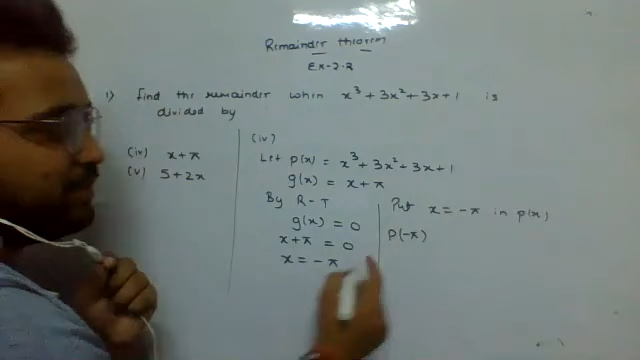 Remainder theorem
Ex-2.2
1) Find the remainder when x³ + 3x² + 3x + 1 is
divided by
(iv) x + π
(v) 5 + 2x
(iv)
Let p(x) = x³ + 3x² + 3x + 1
g(x) = x + π
By R-T
g(x) = 0
x + π = 0
x = -π
Put x = -π in p(x)
P(-π)